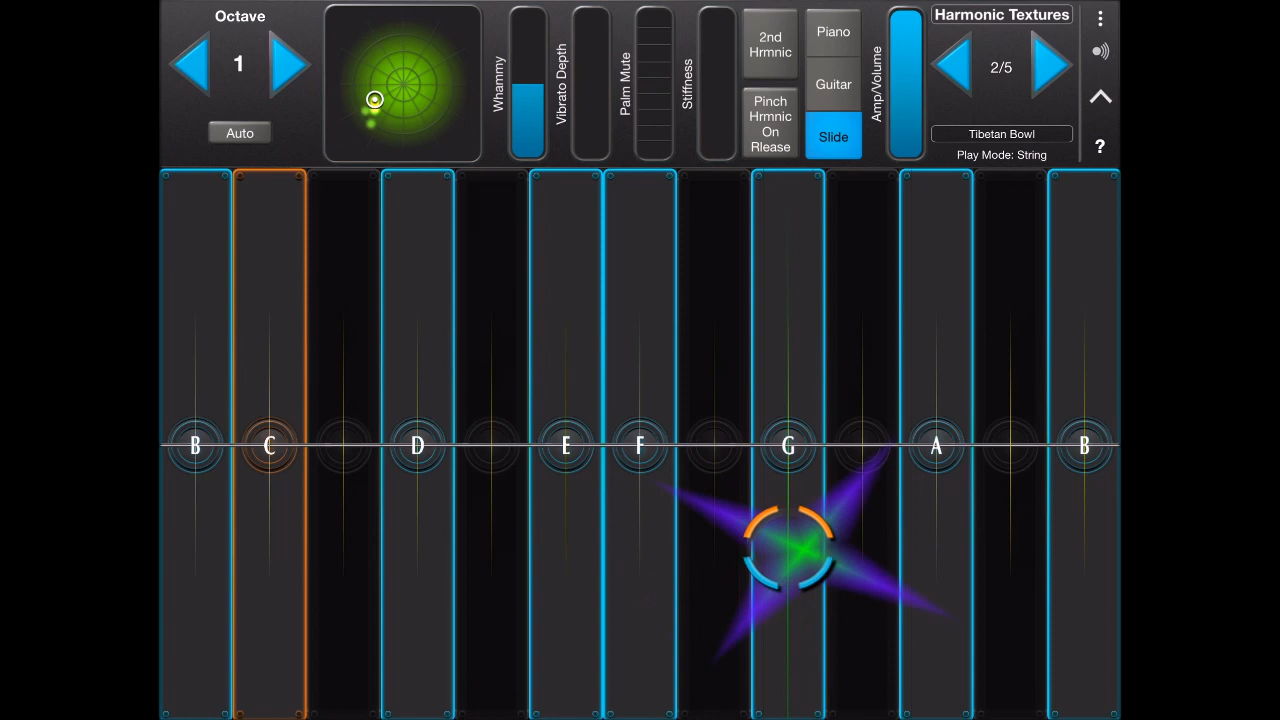 Octave
1
Auto
Whammy
Vibrato Depth
Palm Mute
Stiffness
2nd
Hrmnic
Pinch
Hrmnic
On
Rlease
Piano
Guitar
Slide
Amp/Volume
Harmonic Textures
2/5
Tibetan Bowl
Play Mode: String
?
B C D E F G A B